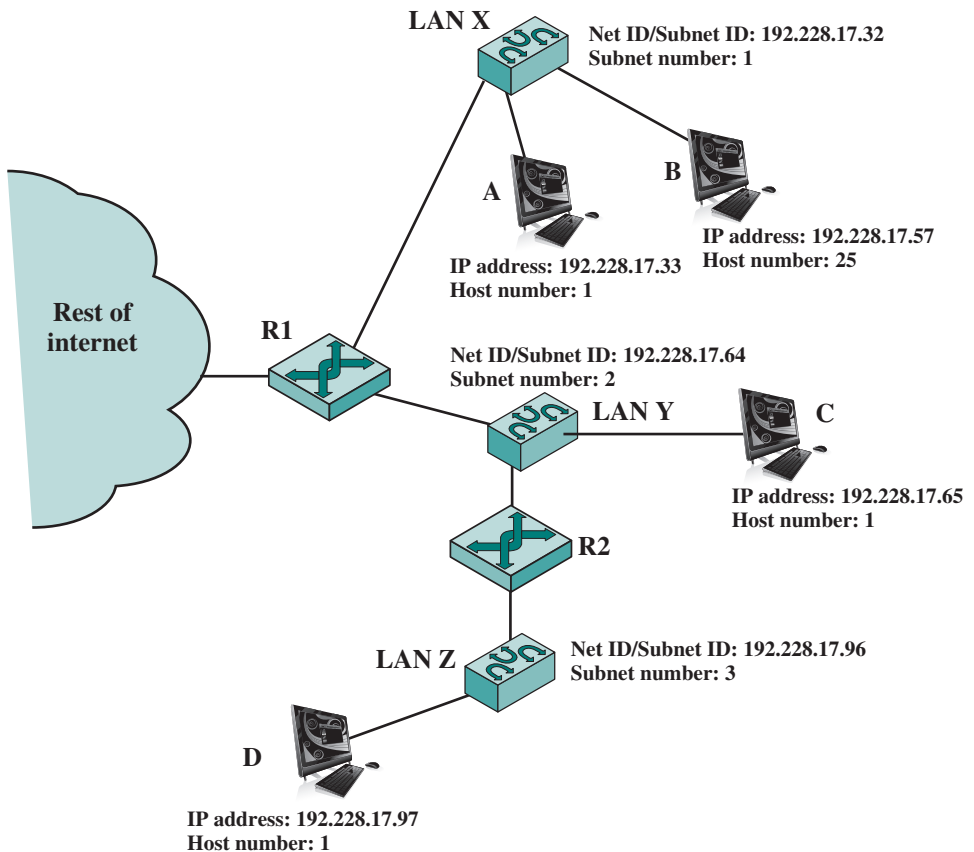 LAN X
Net ID/Subnet ID: 192.228.17.32
Subnet number: 1
A
B
IP address: 192.228.17.57
Host number: 25
IP address: 192.228.17.33
Host number: 1
Rest of
internet
R1
Net ID/Subnet ID: 192.228.17.64
Subnet number: 2
LAN Y
C
IP address: 192.228.17.65
Host number: 1
R2
LAN Z
Net ID/Subnet ID: 192.228.17.96
Subnet number: 3
D
IP address: 192.228.17.97
Host number: 1